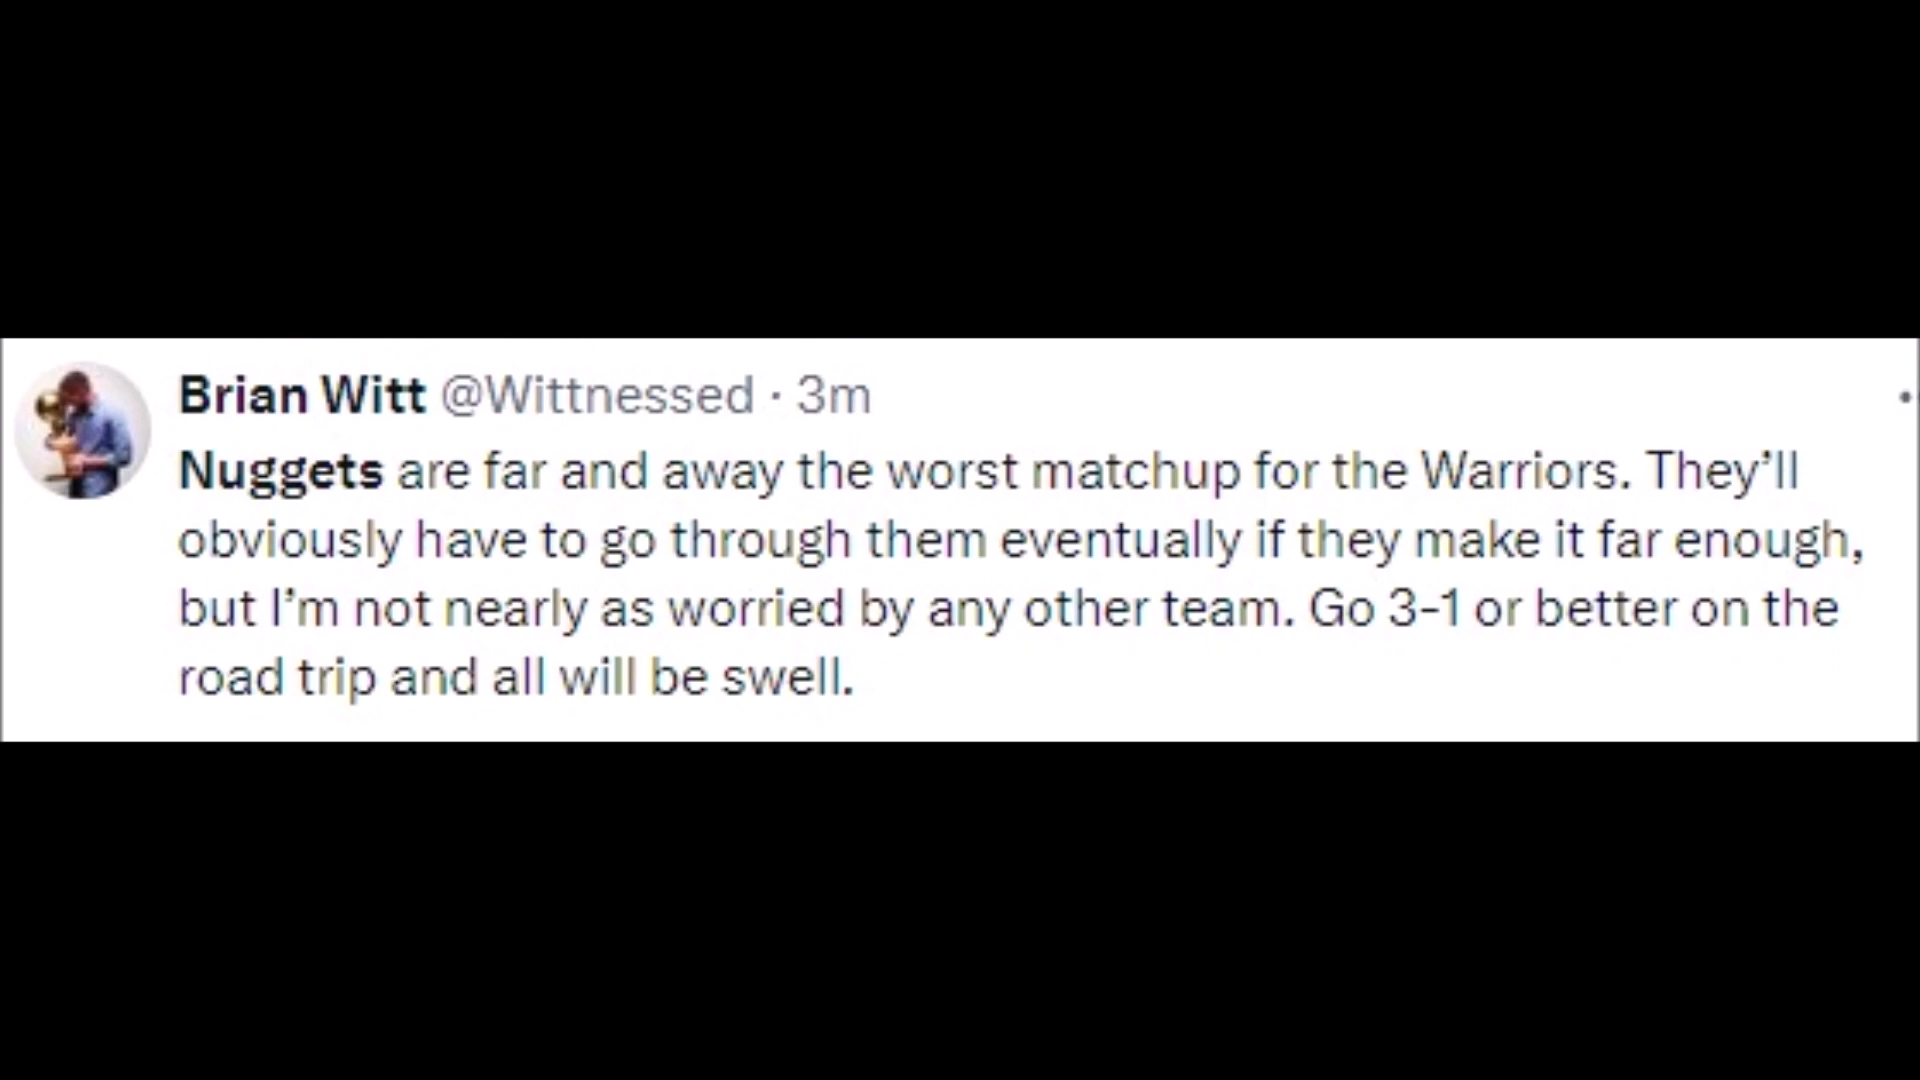 Brian Witt @Wittnessed · 3m
Nuggets are far and away the worst matchup for the Warriors. They’ll
obviously have to go through them eventually if they make it far enough,
but I’m not nearly as worried by any other team. Go 3-1 or better on the
road trip and all will be swell.